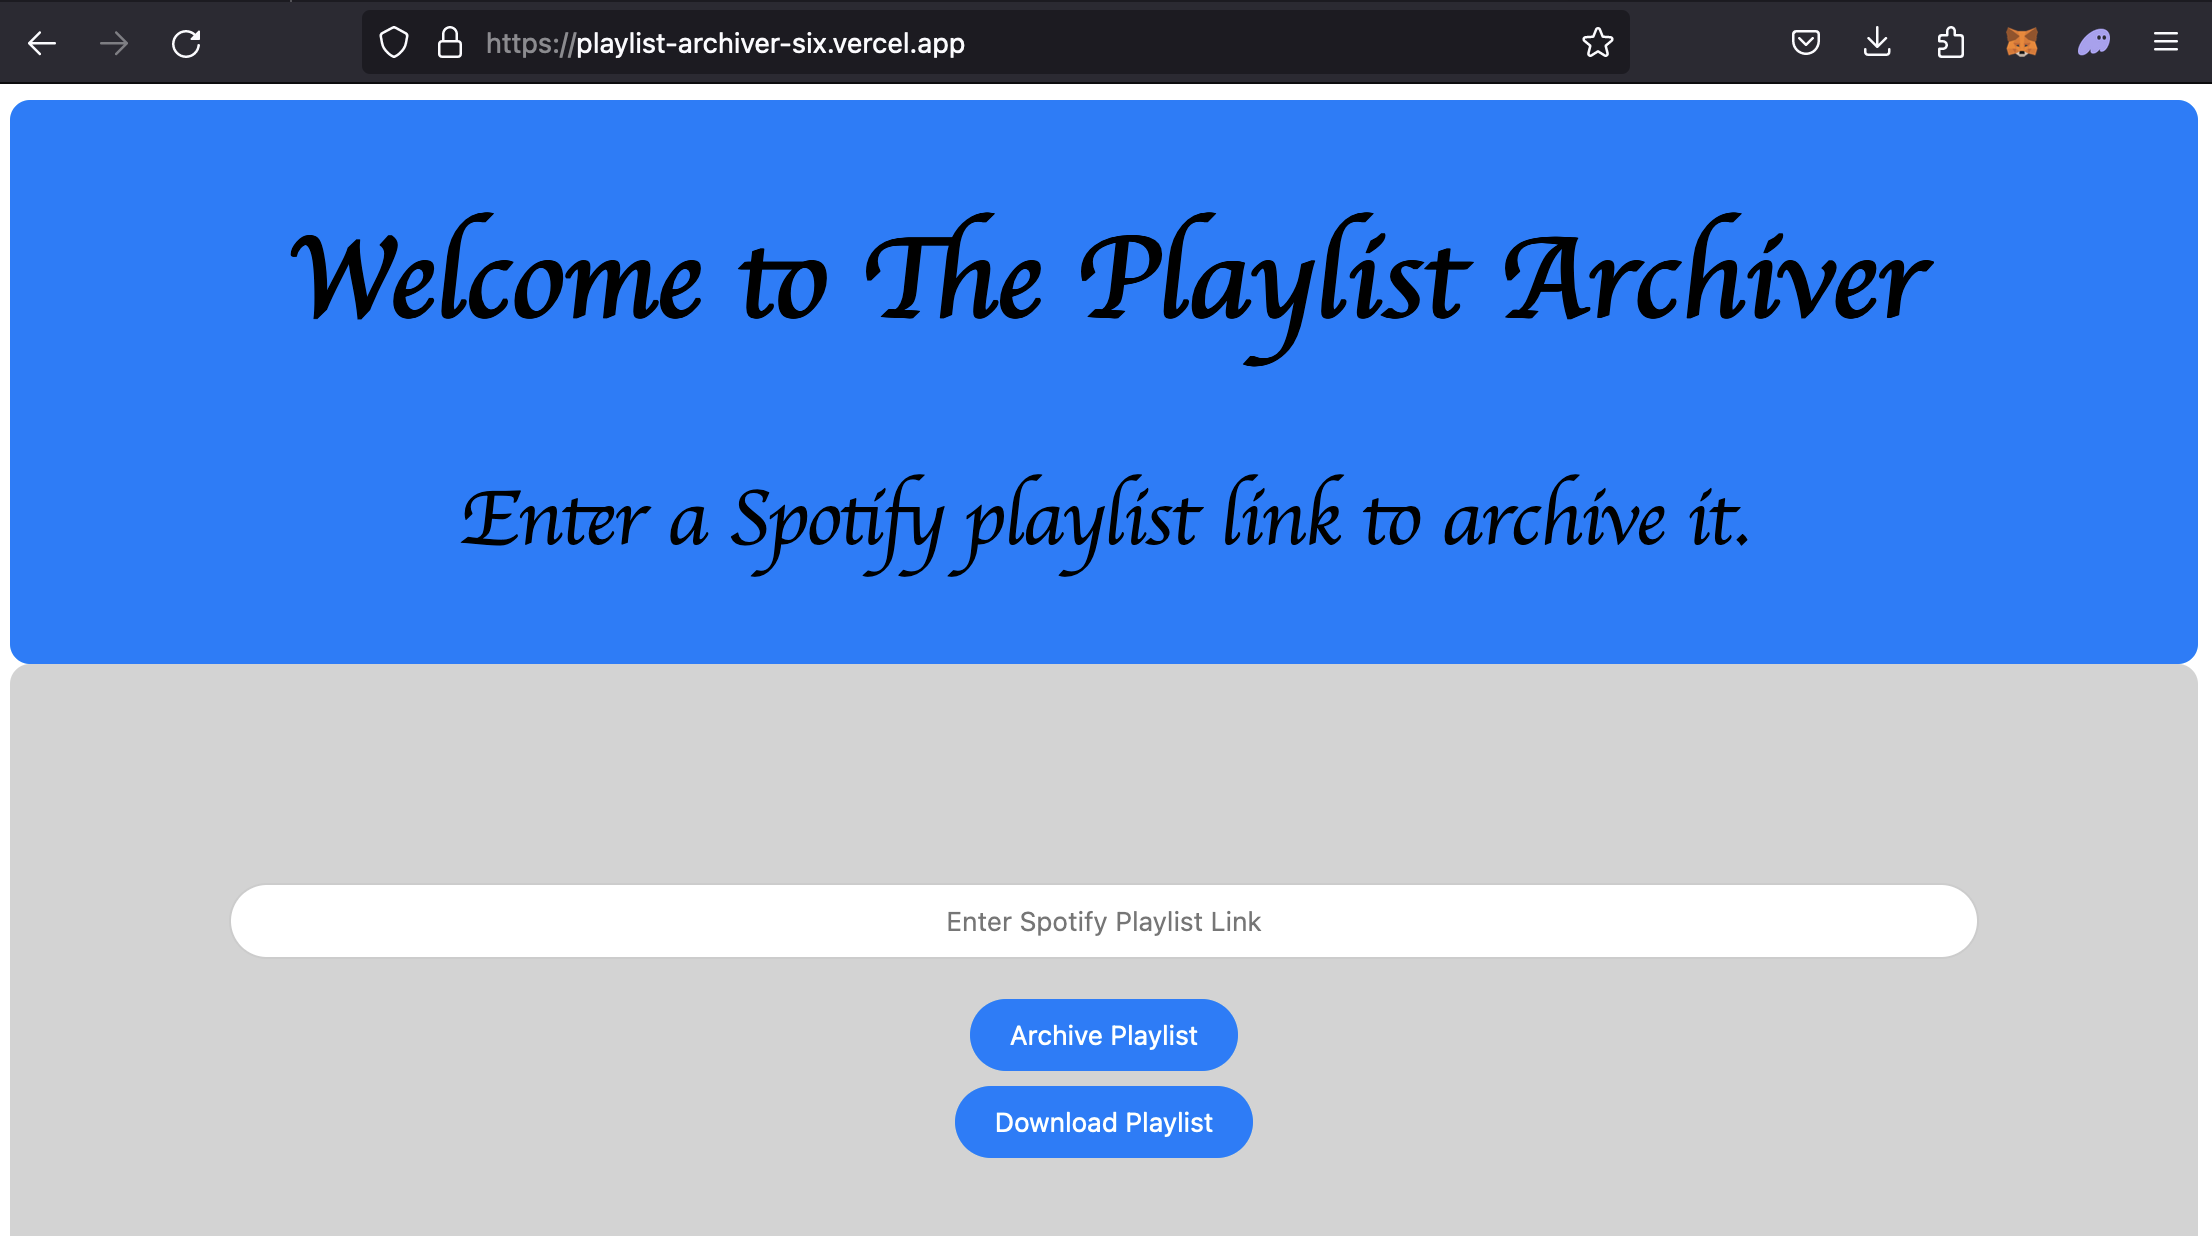 https://playlist-archiver-six.vercel.app
Welcome to The Playlist Archiver
Enter a Spotify playlist link to archive it.
Enter Spotify Playlist Link
Archive Playlist
Download Playlist